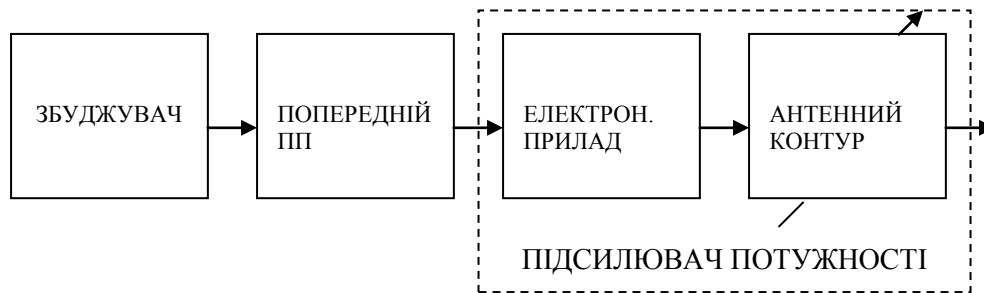 ЗБУДЖУВАЧ
ПОПЕРЕДНІЙ
ПП
ЕЛЕКТРОН.
ПРИЛАД
АНТЕННИЙ
КОНТУР
ПІДСИЛЮВАЧ ПОТУЖНОСТІ